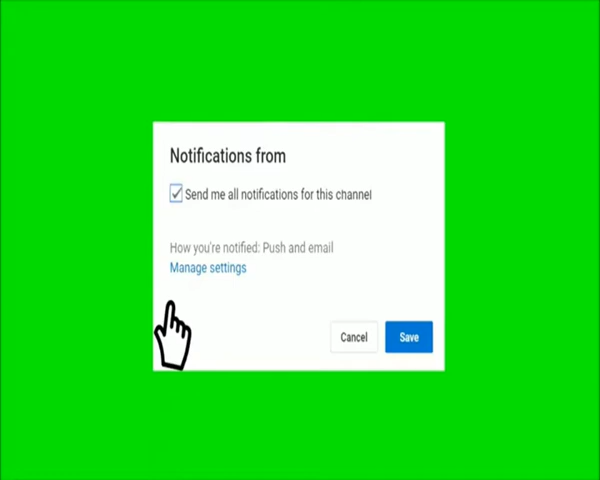 Notifications from
Send me all notifications for this channel
How you're notified: Push and email
Manage settings
Cancel
Save